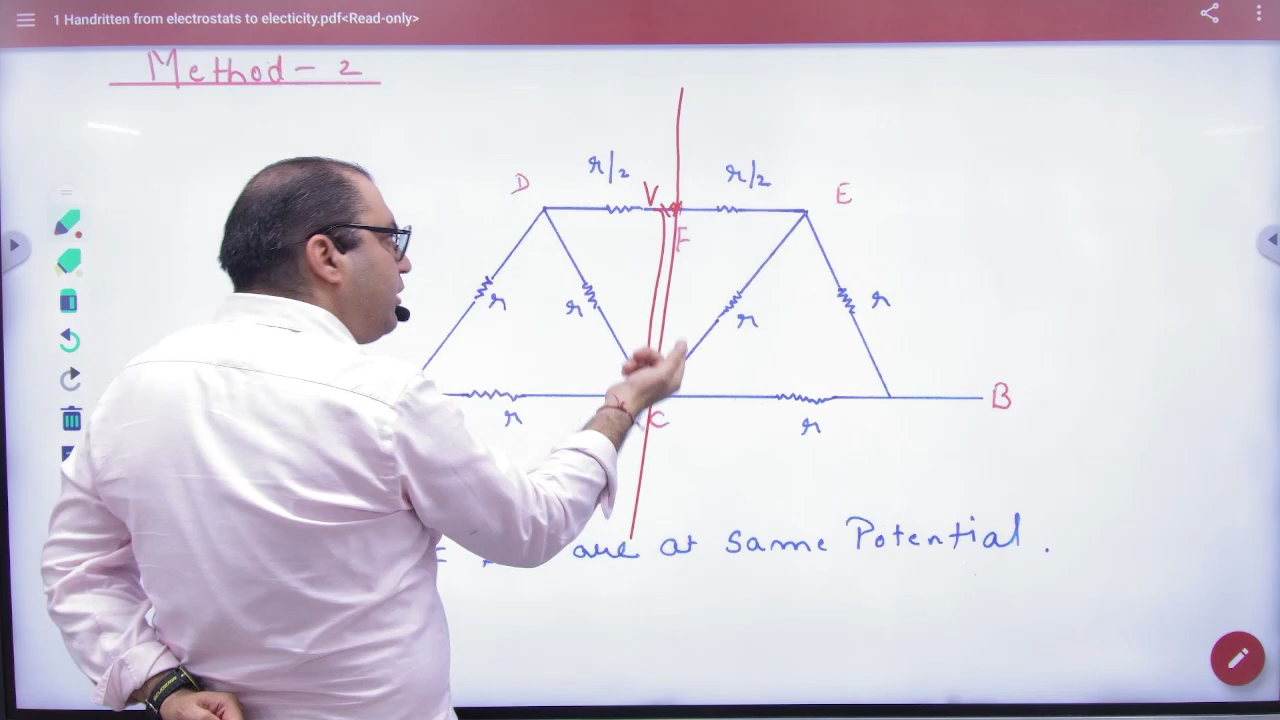 1 Handritten from electrostats to electicity.pdf<Read-only>
Method - 2
r/2 r/2
D V E
F
r r r r
r C r B
are at same Potential .